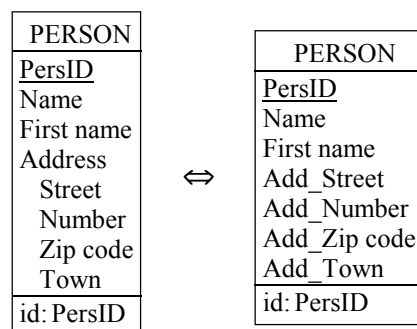 PERSON
PersID
Name
First name
Address
Street
Number
Zip code
Town
id: PersID
⇔
PERSON
PersID
Name
First name
Add_Street
Add_Number
Add_Zip code
Add_Town
id: PersID